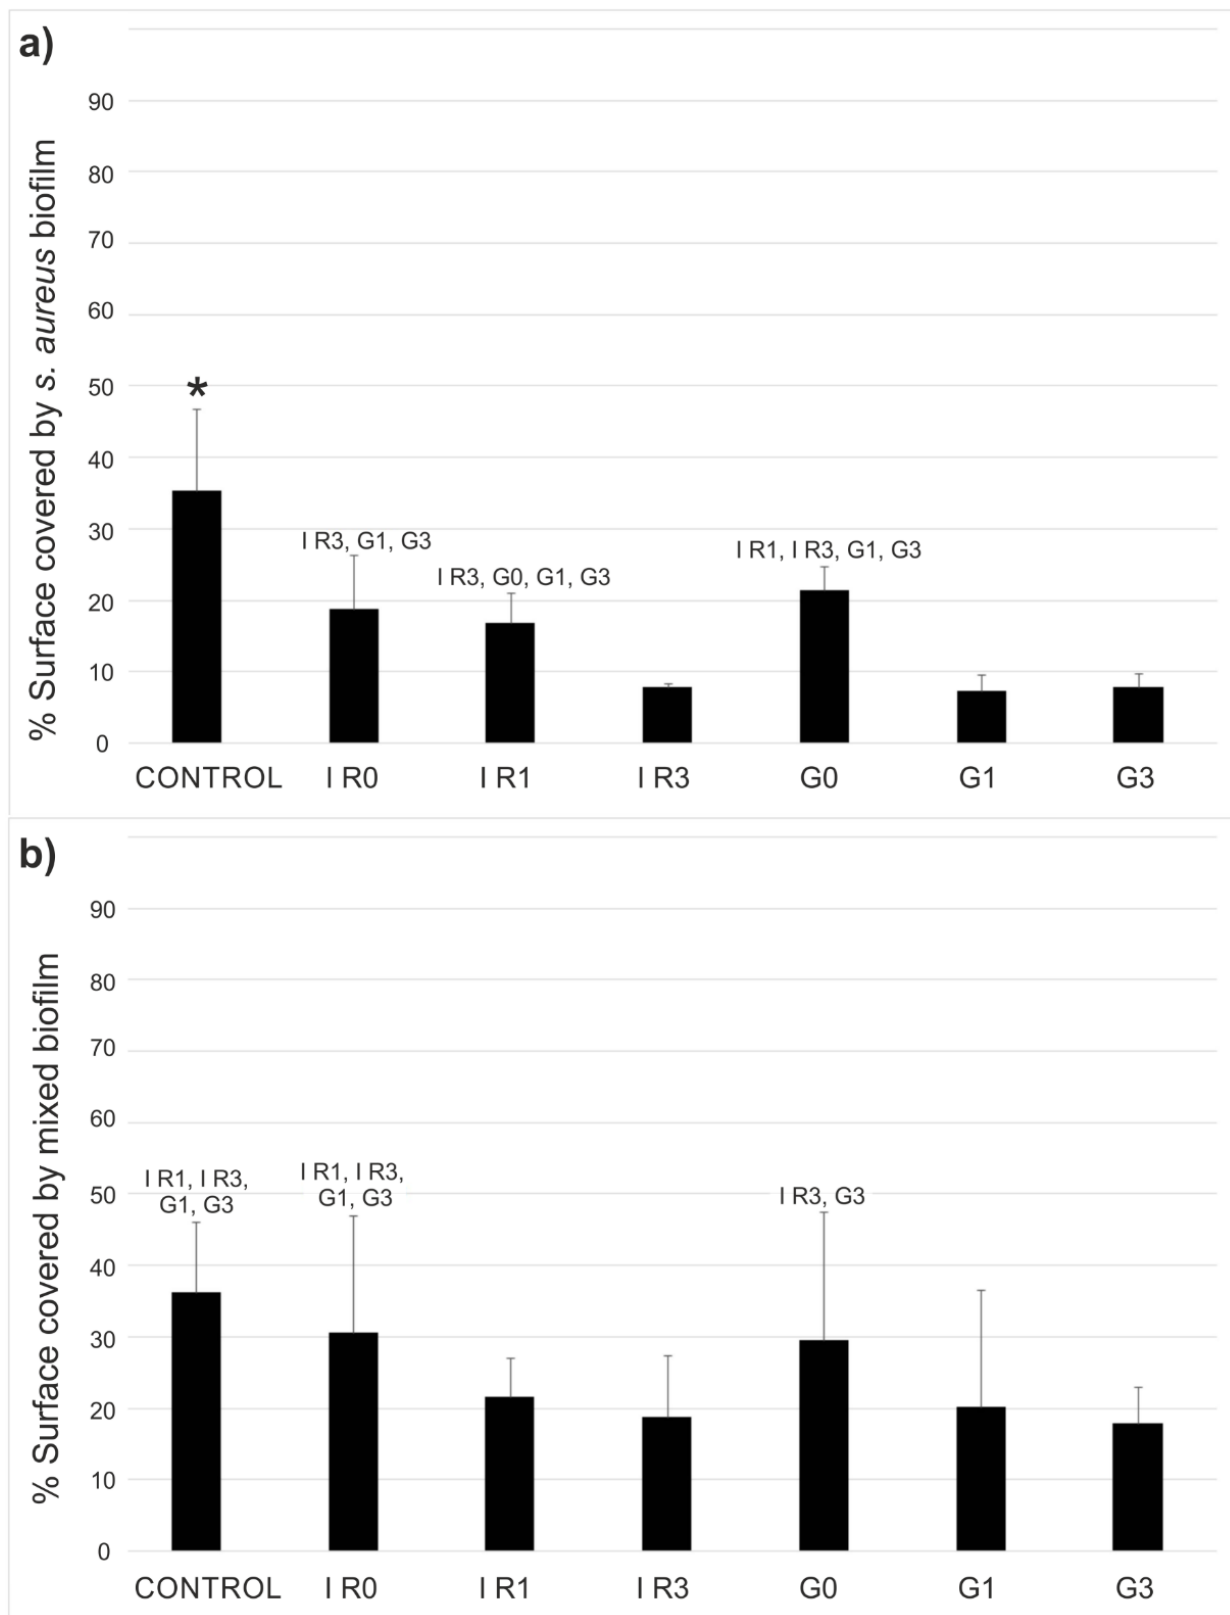 a)
% Surface covered by s. aureus biofilm
90
80
70
60
50
40
30
20
10
0
*
I R3, G1, G3
I R3, G0, G1, G3
I R1, I R3, G1, G3
CONTROL I R0 I R1 I R3 G0 G1 G3
b)
% Surface covered by mixed biofilm
90
80
70
60
50
40
30
20
10
0
I R1, I R3,
G1, G3
I R1, I R3,
G1, G3
I R3, G3
CONTROL I R0 I R1 I R3 G0 G1 G3